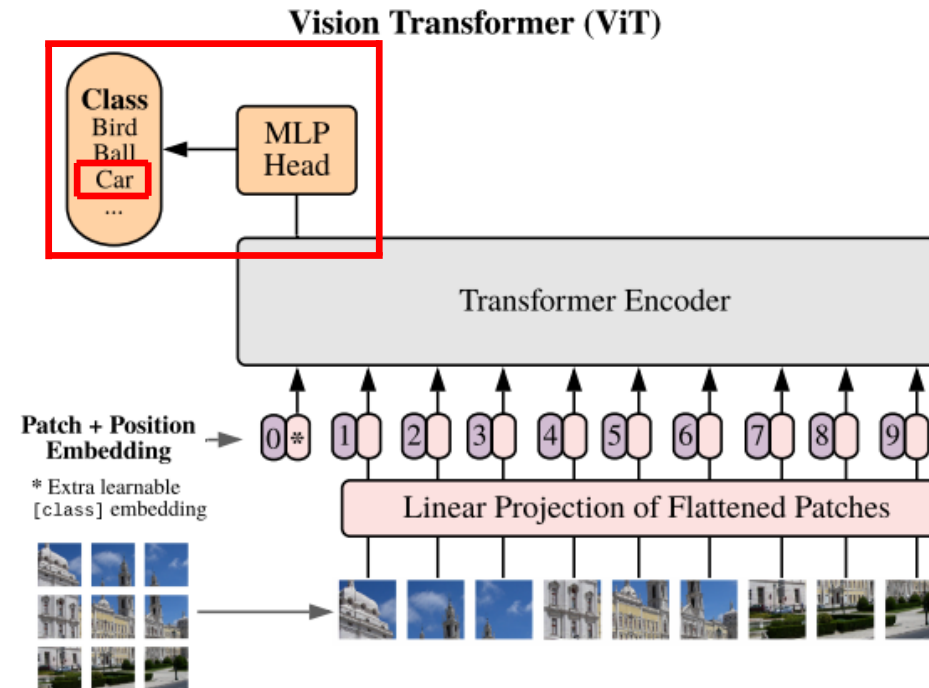 Vision Transformer (ViT)
Class
Bird
Ball
Car
...
MLP
Head
Transformer Encoder
Patch + Position
Embedding
0 * 1 2 3 4 5 6 7 8 9
* Extra learnable
[class] embedding
Linear Projection of Flattened Patches